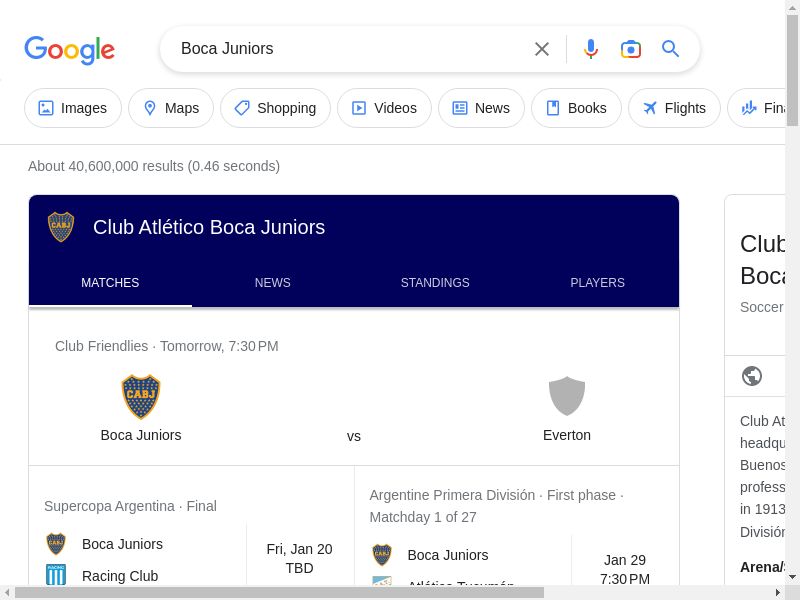 Google
Boca Juniors
Images
Maps
Shopping
Videos
News
Books
Flights
About 40,600,000 results (0.46 seconds)
CABJ
Club Atlético Boca Juniors
MATCHES
NEWS
STANDINGS
PLAYERS
Club Friendlies · Tomorrow, 7:30 PM
CABJ
Boca Juniors
vs
Everton
Supercopa Argentina · Final
Boca Juniors
Racing Club
Fri, Jan 20
TBD
Argentine Primera División · First phase ·
Matchday 1 of 27
Boca Juniors
Atlético Tucumán
Jan 29
7:30 PM
Club
Boca
Soccer
Club At
headqu
Buenos
profess
in 1913
División
Arena/S